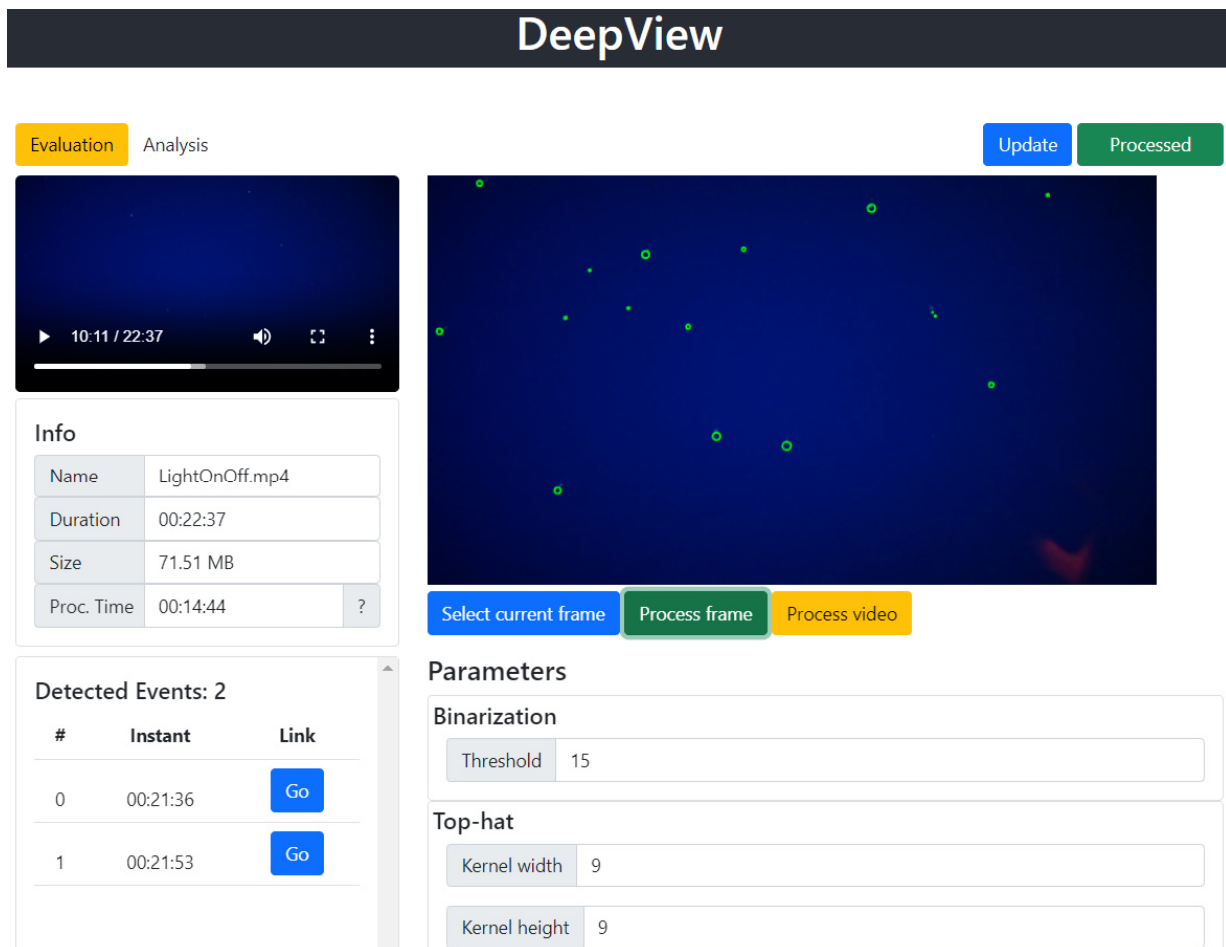 DeepView
Evaluation Analysis Update Processed
10:11 / 22:37
Info
Name LightOnOff.mp4
Duration 00:22:37
Size 71.51 MB
Proc. Time 00:14:44 ?
Detected Events: 2
# Instant Link
0 00:21:36 Go
1 00:21:53 Go
Select current frame Process frame Process video
Parameters
Binarization
Threshold 15
Top-hat
Kernel width 9
Kernel height 9